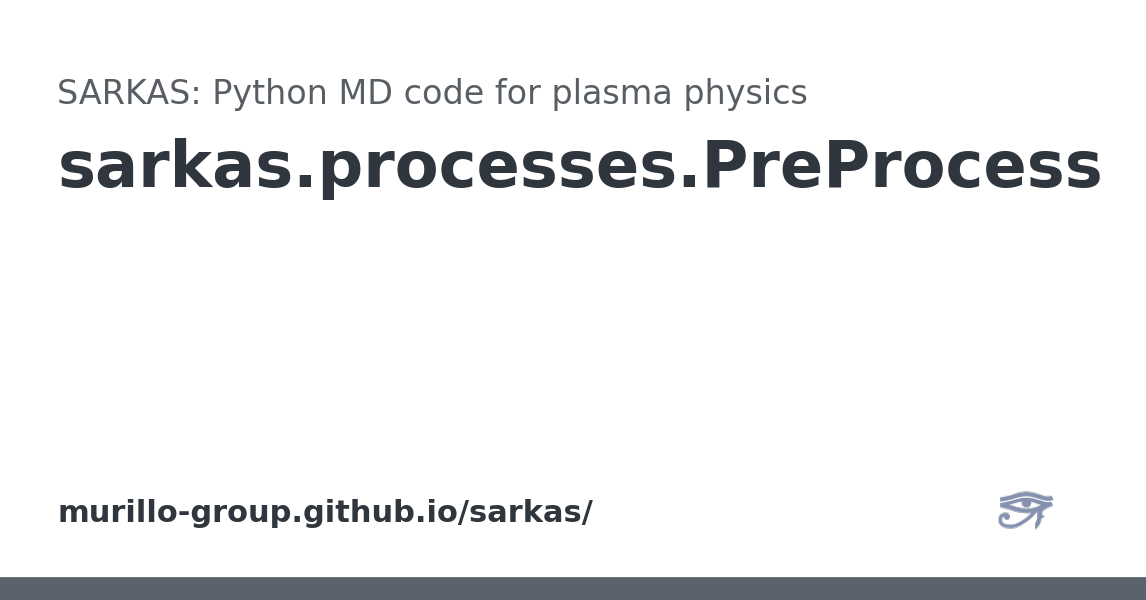 SARKAS: Python MD code for plasma physics
sarkas.processes.PreProcess
murillo-group.github.io/sarkas/